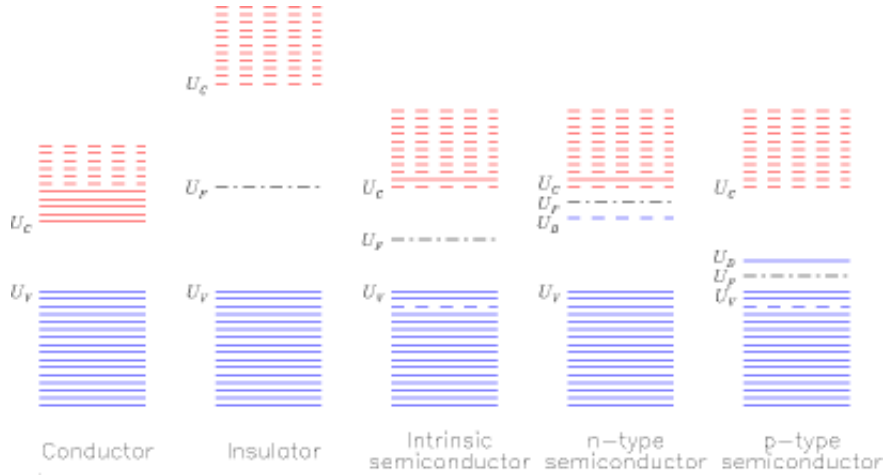 U_C
U_F
U_V
Conductor
U_C
U_V
Insulator
U_C
U_F
U_V
Intrinsic
semiconductor
U_C
U_F
U_D
U_V
n-type
semiconductor
U_C
U_D
U_F
U_V
p-type
semiconductor